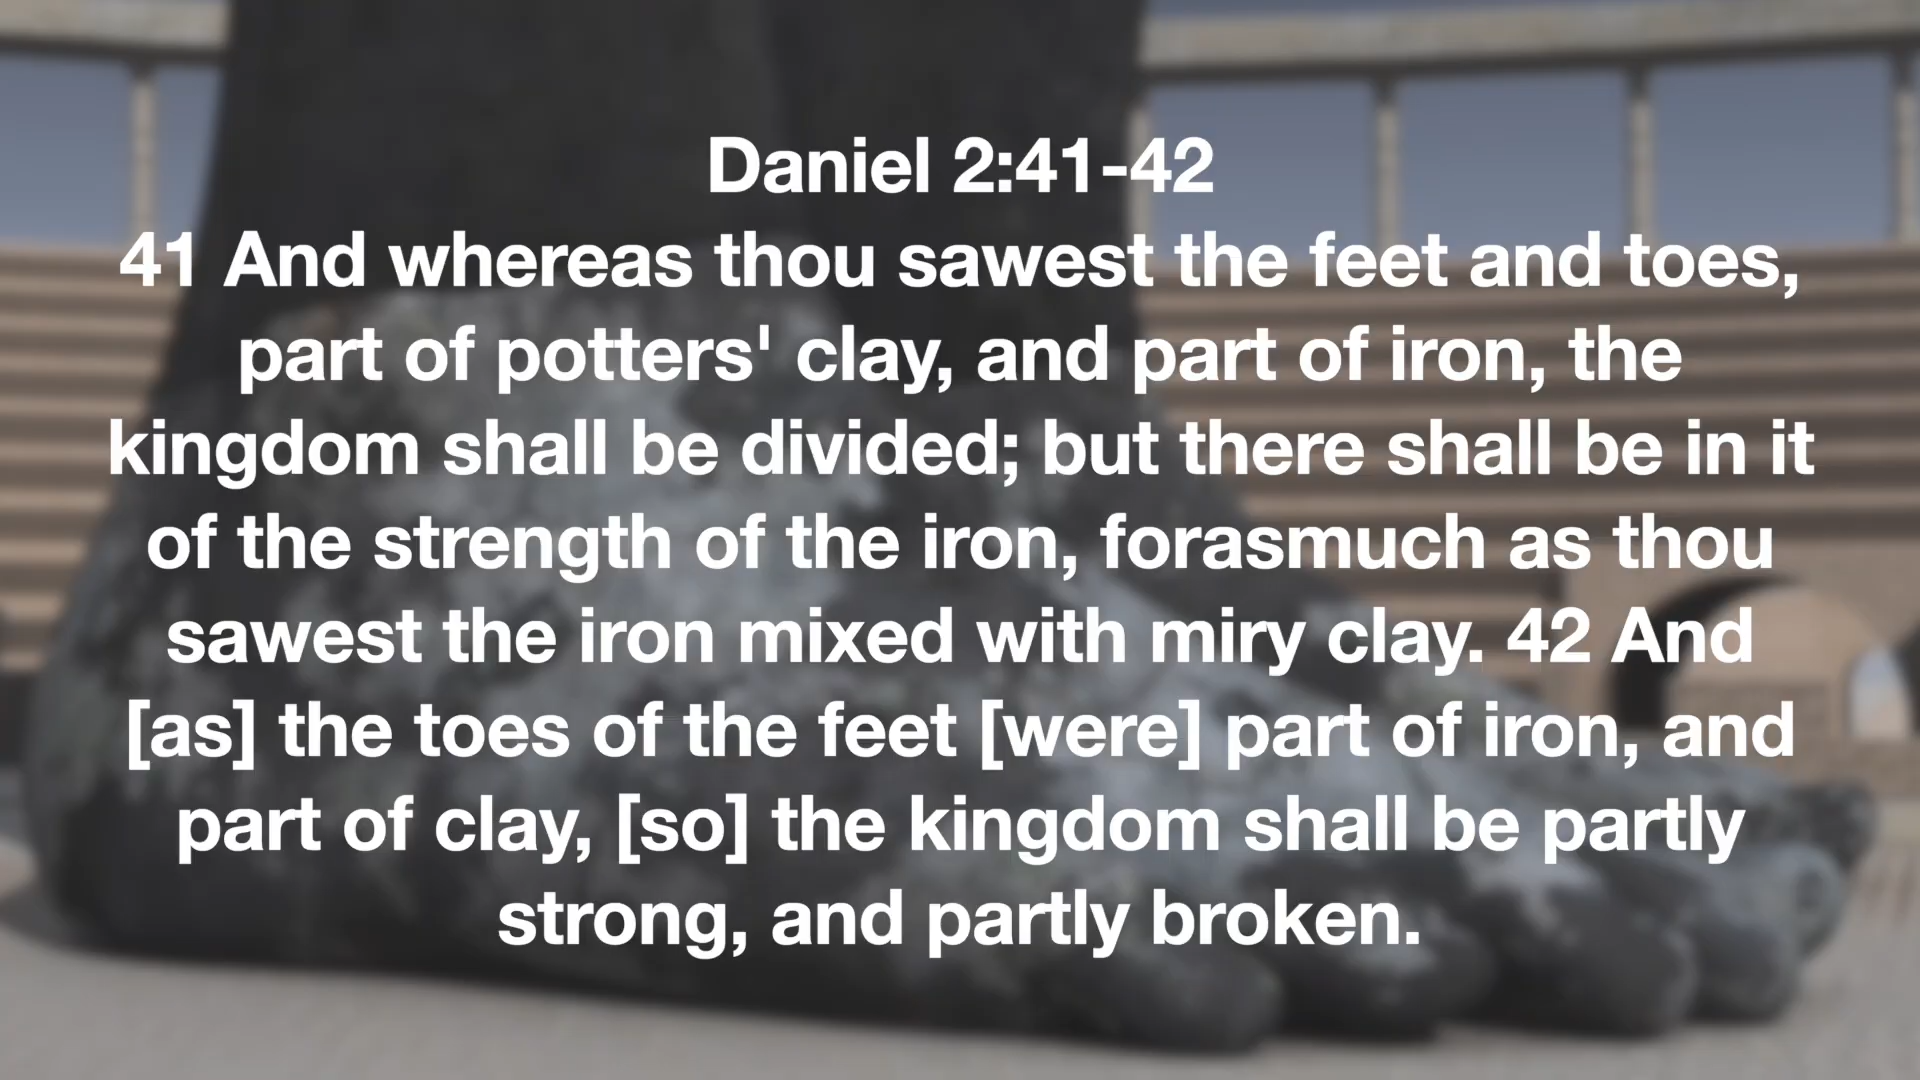 Daniel 2:41-42
41 And whereas thou sawest the feet and toes,
part of potters' clay, and part of iron, the
kingdom shall be divided; but there shall be in it
of the strength of the iron, forasmuch as thou
sawest the iron mixed with miry clay. 42 And
[as] the toes of the feet [were] part of iron, and
part of clay, [so] the kingdom shall be partly
strong, and partly broken.